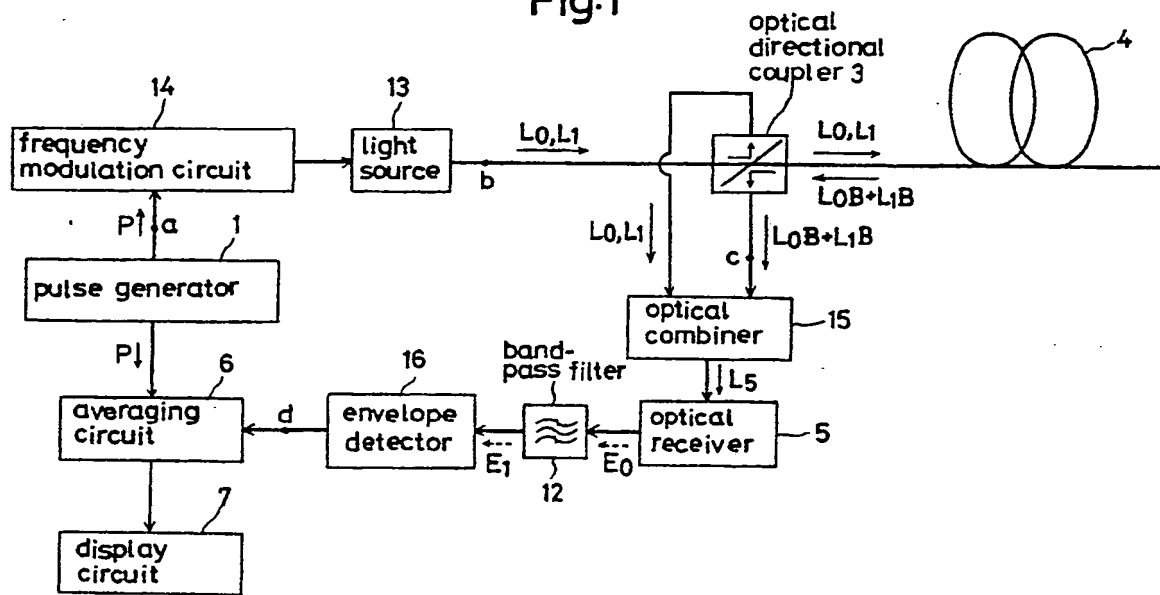 Fig.1
optical
directional
coupler 3
4
14
13
frequency
modulation circuit
light
source
L0,L1
b
L0,L1
L0B+L1B
P↑ a
1
L0,L1
L0B+L1B
c
pulse generator
optical
combiner
15
P↓
6
16
band-
pass filter
L5
averaging
circuit
d
envelope
detector
optical
receiver
5
E1
E0
12
7
display
circuit